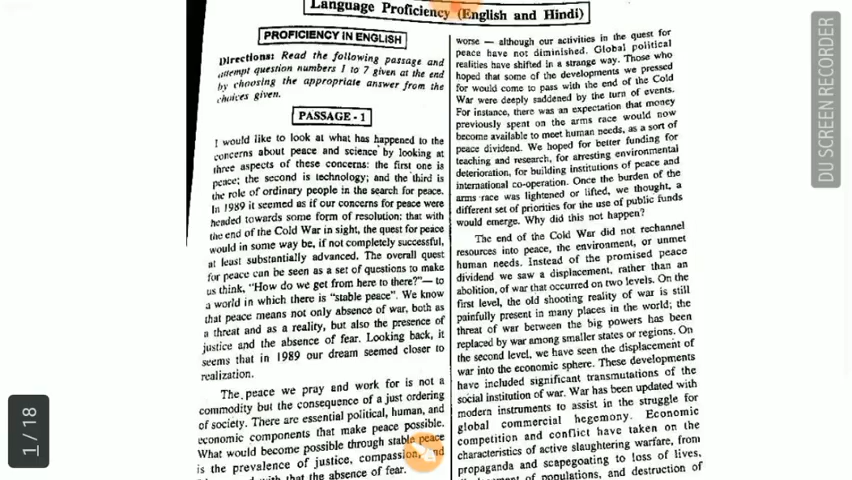 Language Proficiency (English and Hindi)
PROFICIENCY IN ENGLISH
Directions: Read the following passage and
attempt question numbers 1 to 7 given at the end
by choosing the appropriate answer from the
choices given.
PASSAGE - 1
I would like to look at what has happened to the
concerns about peace and science by looking at
three aspects of these concerns: the first one is
peace; the second is technology; and the third is
the role of ordinary people in the search for peace.
In 1989 it seemed as if our concerns for peace were
headed towards some form of resolution: that with
the end of the Cold War in sight, the quest for peace
would in some way be, if not completely successful,
at least substantially advanced. The overall quest
for peace can be seen as a set of questions to make
us think, "How do we get from here to there?"— to
a world in which there is "stable peace". We know
that peace means not only absence of war, both as
a threat and as a reality, but also the presence of
justice and the absence of fear. Looking back, it
seems that in 1989 our dream seemed closer to
realization.
The peace we pray and work for is not a
commodity but the consequence of a just ordering
of society. There are essential political, human, and
economic components that make peace possible.
What would become possible through stable peace
is the prevalence of justice, compassion, and
with that the absence of fear.
worse — although our activities in the quest for
peace have not diminished. Global political
realities have shifted in a strange way. Those who
hoped that some of the developments we pressed
for would come to pass with the end of the Cold
War were deeply saddened by the turn of events.
For instance, there was an expectation that money
previously spent on the arms race would now
become available to meet human needs, as a sort of
peace dividend. We hoped for better funding for
teaching and research, for arresting environmental
deterioration, for building institutions of peace and
international co-operation. Once the burden of the
arms race was lightened or lifted, we thought, a
different set of priorities for the use of public funds
would emerge. Why did this not happen?
The end of the Cold War did not rechannel
resources into peace, the environment, or unmet
human needs. Instead of the promised peace
dividend we saw a displacement, rather than an
abolition, of war that occurred on two levels. On the
first level, the old shooting reality of war is still
painfully present in many places in the world; the
threat of war between the big powers has been
replaced by war among smaller states or regions. On
the second level, we have seen the displacement of
war into the economic sphere. These developments
have included significant transmutations of the
social institution of war. War has been updated with
modern instruments to assist in the struggle for
global commercial hegemony. Economic
competition and conflict have taken on the
characteristics of active slaughtering warfare, from
propaganda and scapegoating to loss of lives,
of populations, and destruction of
1 / 18
DU SCREEN RECORDER